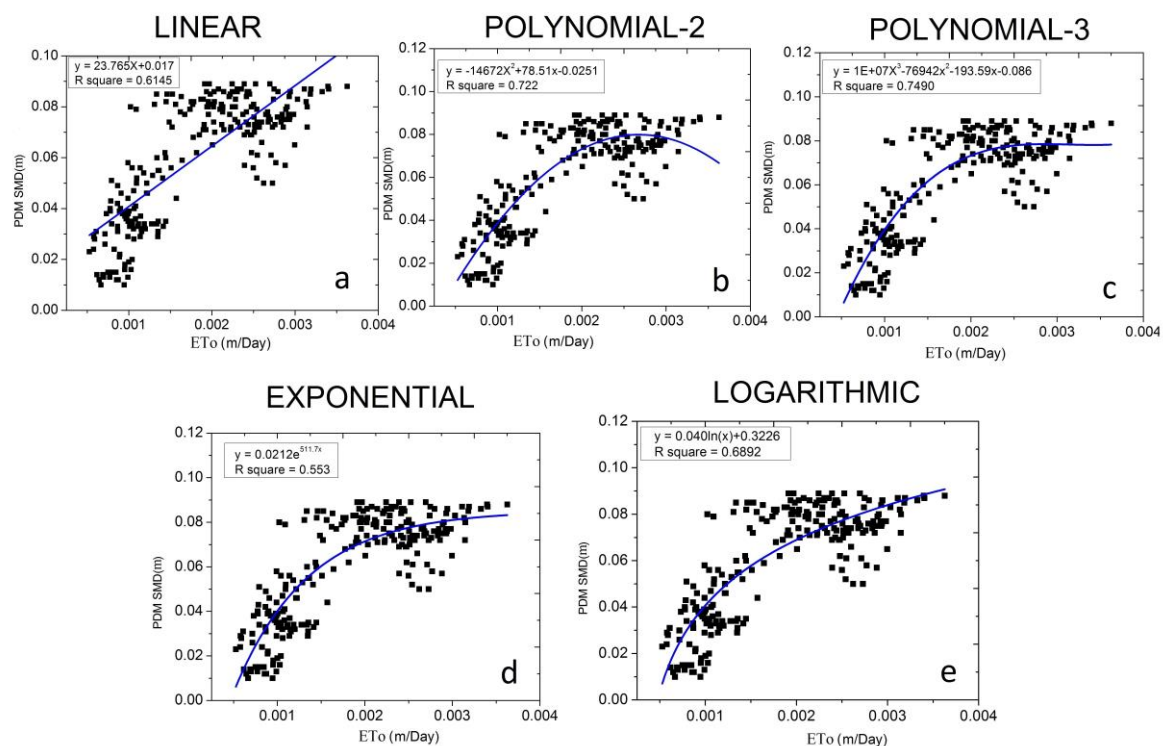 LINEAR
y = 23.765X+0.017
R square = 0.6145
0.10
0.08
0.06
0.04
0.02
0.00
PDM SMD(m)
0.001 0.002 0.003 0.004
ETo (m/Day)
a
POLYNOMIAL-2
y = -14672X²+78.51x-0.0251
R square = 0.722
0.12
0.10
0.08
0.06
0.04
0.02
0.00
PDM SMD(m)
0.001 0.002 0.003 0.004
ETo (m/Day)
b
POLYNOMIAL-3
y = 1E+07X³-76942x²-193.59x-0.086
R square = 0.7490
0.12
0.10
0.08
0.06
0.04
0.02
0.00
PDM SMD(m)
0.001 0.002 0.003 0.004
ETo (m/Day)
c
EXPONENTIAL
y = 0.0212e^511.7x
R square = 0.553
0.12
0.10
0.08
0.06
0.04
0.02
0.00
PDM SMD(m)
0.001 0.002 0.003 0.004
ETo (m/Day)
d
LOGARITHMIC
y = 0.040ln(x)+0.3226
R square = 0.6892
0.12
0.10
0.08
0.06
0.04
0.02
0.00
PDM SMD(m)
0.001 0.002 0.003 0.004
ETo (m/Day)
e